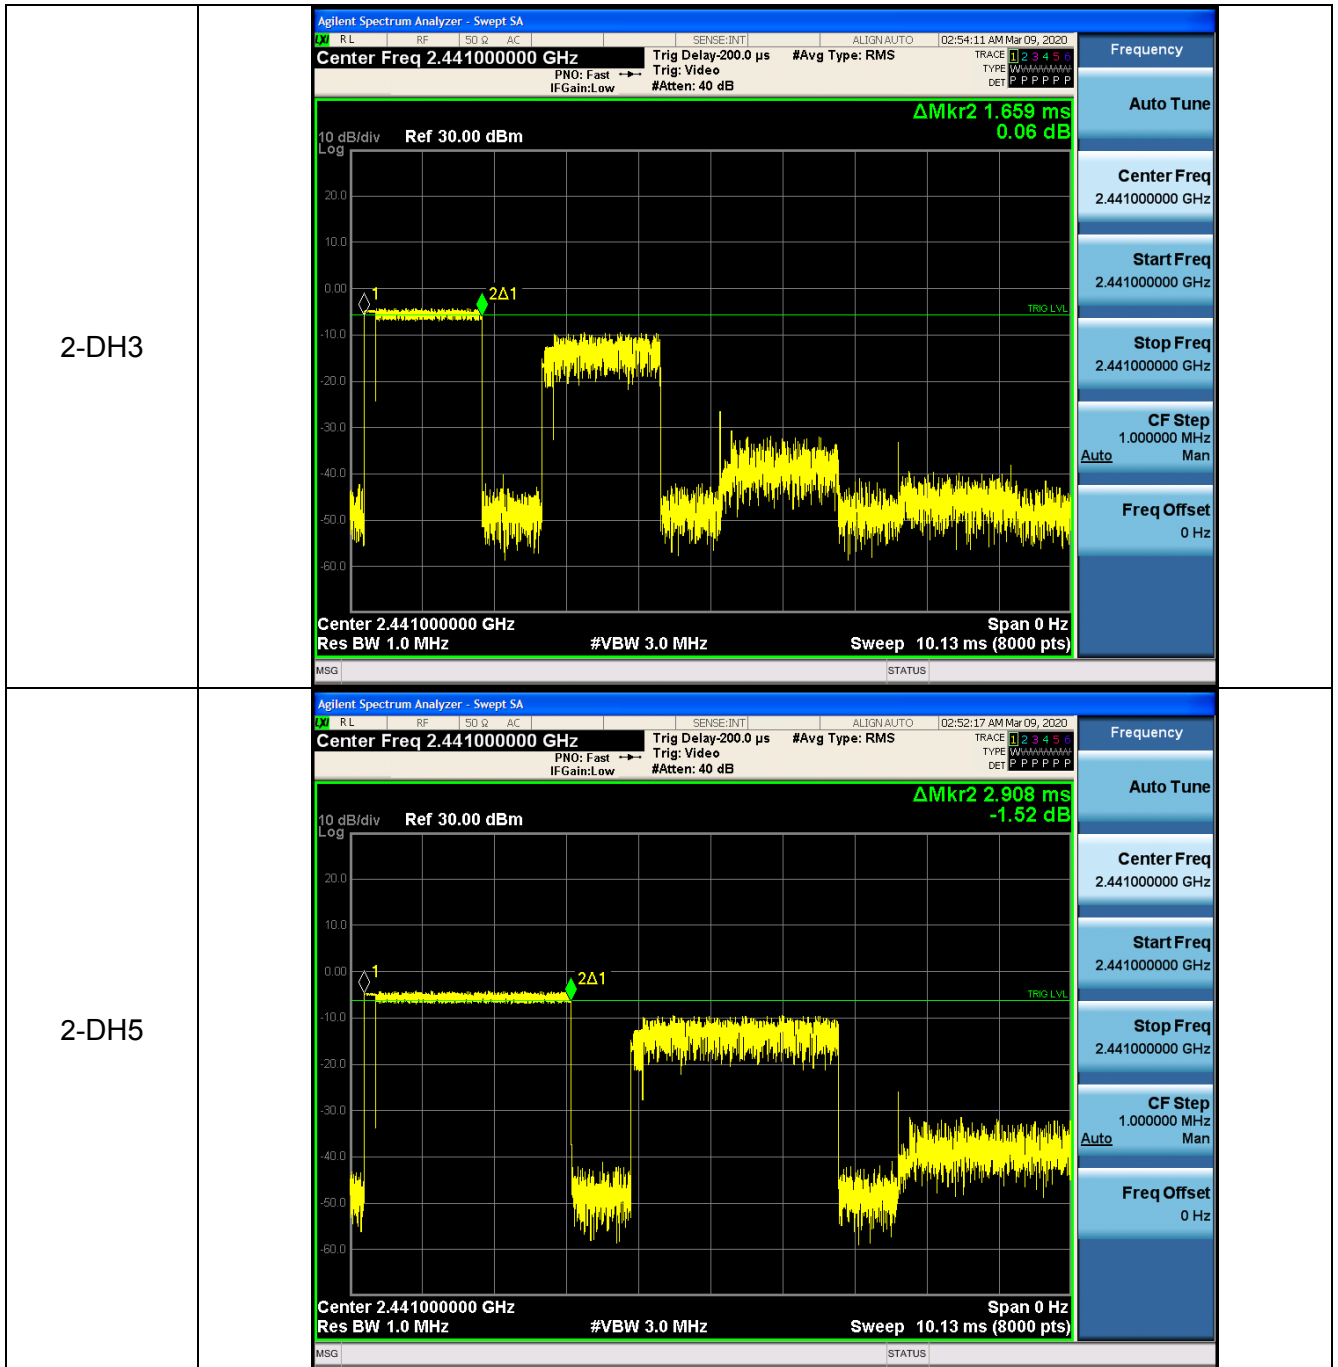 2-DH3
Agilent Spectrum Analyzer - Swept SA
LXI RL RF 50 Ω AC SENSE:INT ALIGN AUTO 02:54:11 AM Mar 09, 2020
Center Freq 2.441000000 GHz
PNO: Fast
IFGain:Low
Trig Delay-200.0 µs
Trig: Video
#Atten: 40 dB
#Avg Type: RMS
TRACE 1 2 3 4 5 6
TYPE WWWWWW
DET P P P P P P
ΔMkr2 1.659 ms
0.06 dB
10 dB/div
Log
Ref 30.00 dBm
20.0
10.0
0.00
-10.0
-20.0
-30.0
-40.0
-50.0
-60.0
1
2Δ1
TRIG LVL
Center 2.441000000 GHz
Span 0 Hz
Res BW 1.0 MHz
#VBW 3.0 MHz
Sweep 10.13 ms (8000 pts)
MSG
STATUS
Frequency
Auto Tune
Center Freq
2.441000000 GHz
Start Freq
2.441000000 GHz
Stop Freq
2.441000000 GHz
CF Step
1.000000 MHz
Auto Man
Freq Offset
0 Hz
2-DH5
Agilent Spectrum Analyzer - Swept SA
LXI RL RF 50 Ω AC SENSE:INT ALIGN AUTO 02:52:17 AM Mar 09, 2020
Center Freq 2.441000000 GHz
PNO: Fast
IFGain:Low
Trig Delay-200.0 µs
Trig: Video
#Atten: 40 dB
#Avg Type: RMS
TRACE 1 2 3 4 5 6
TYPE WWWWWW
DET P P P P P P
ΔMkr2 2.908 ms
-1.52 dB
10 dB/div
Log
Ref 30.00 dBm
20.0
10.0
0.00
-10.0
-20.0
-30.0
-40.0
-50.0
-60.0
1
2Δ1
TRIG LVL
Center 2.441000000 GHz
Span 0 Hz
Res BW 1.0 MHz
#VBW 3.0 MHz
Sweep 10.13 ms (8000 pts)
MSG
STATUS
Frequency
Auto Tune
Center Freq
2.441000000 GHz
Start Freq
2.441000000 GHz
Stop Freq
2.441000000 GHz
CF Step
1.000000 MHz
Auto Man
Freq Offset
0 Hz